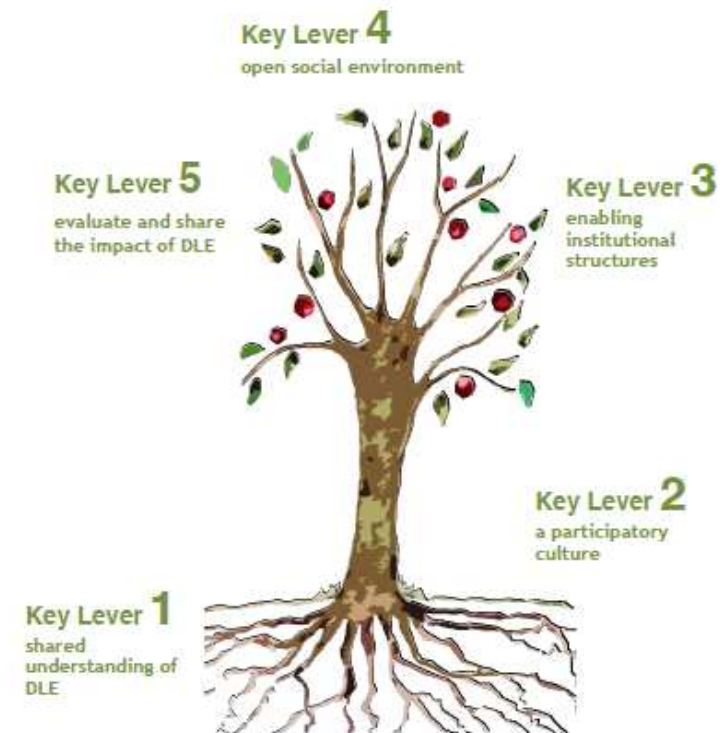 Key Lever 4
open social environment
Key Lever 5
evaluate and share
the impact of DLE
Key Lever 3
enabling
institutional
structures
Key Lever 2
a participatory
culture
Key Lever 1
shared
understanding of
DLE